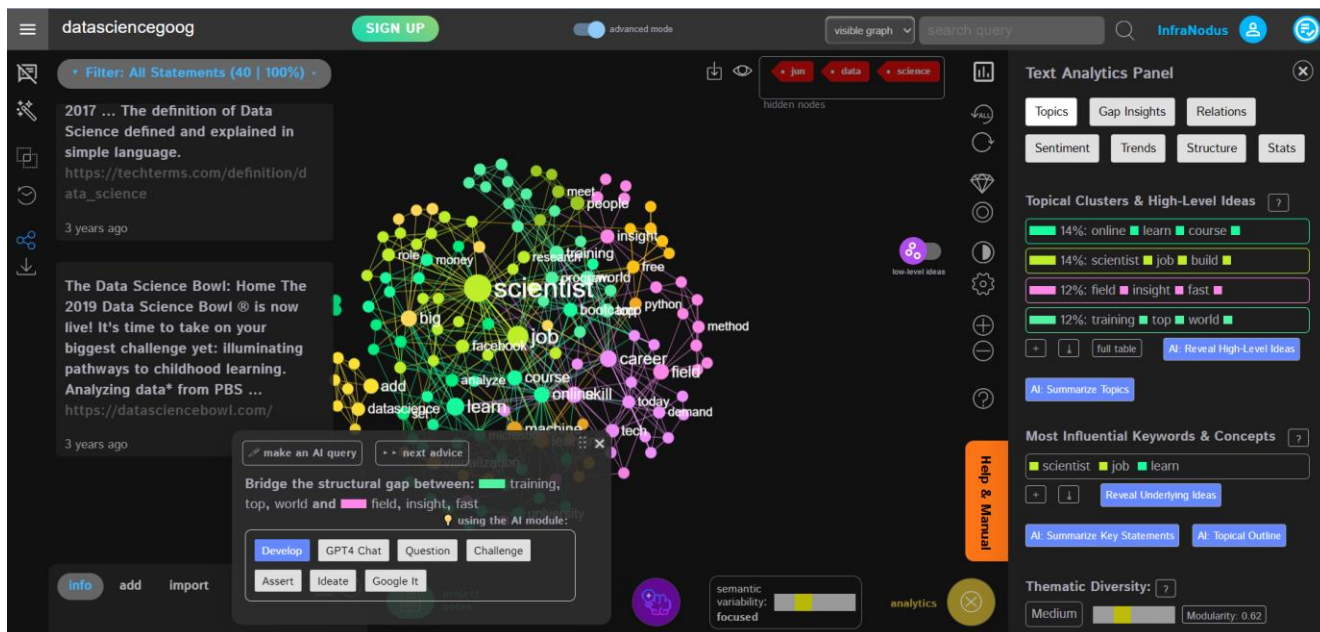 datasciencegoog
SIGN UP
advanced mode
visible graph
search query
InfraNodus
Filter: All Statements (40 | 100%)
2017 ... The definition of Data
Science defined and explained in
simple language.
https://techterms.com/definition/d
ata_science
3 years ago
The Data Science Bowl: Home The
2019 Data Science Bowl ® is now
live! It's time to take on your
biggest challenge yet: illuminating
pathways to childhood learning.
Analyzing data* from PBS ...
https://datasciencebowl.com/
3 years ago
jun
data
science
hidden nodes
meet
people
insight
role
money
research
training
free
program
world
scientist
python
bootcamp
top
big
method
facebook
job
career
field
analyze
course
add
online
skill
today
datascience
set
learn
demand
machine
tech
visualization
university
low-level ideas
make an AI query
next advice
Bridge the structural gap between: training,
top, world and field, insight, fast
using the AI module:
Develop
GPT4 Chat
Question
Challenge
Assert
Ideate
Google It
info
add
import
project
notes
semantic
variability:
focused
analytics
Help & Manual
Text Analytics Panel
Topics
Gap Insights
Relations
Sentiment
Trends
Structure
Stats
Topical Clusters & High-Level Ideas ?
14%: online learn course
14%: scientist job build
12%: field insight fast
12%: training top world
+
full table
AI: Reveal High-Level Ideas
AI: Summarize Topics
Most Influential Keywords & Concepts ?
scientist job learn
+
Reveal Underlying Ideas
AI: Summarize Key Statements
AI: Topical Outline
Thematic Diversity: ?
Medium
Modularity: 0.62